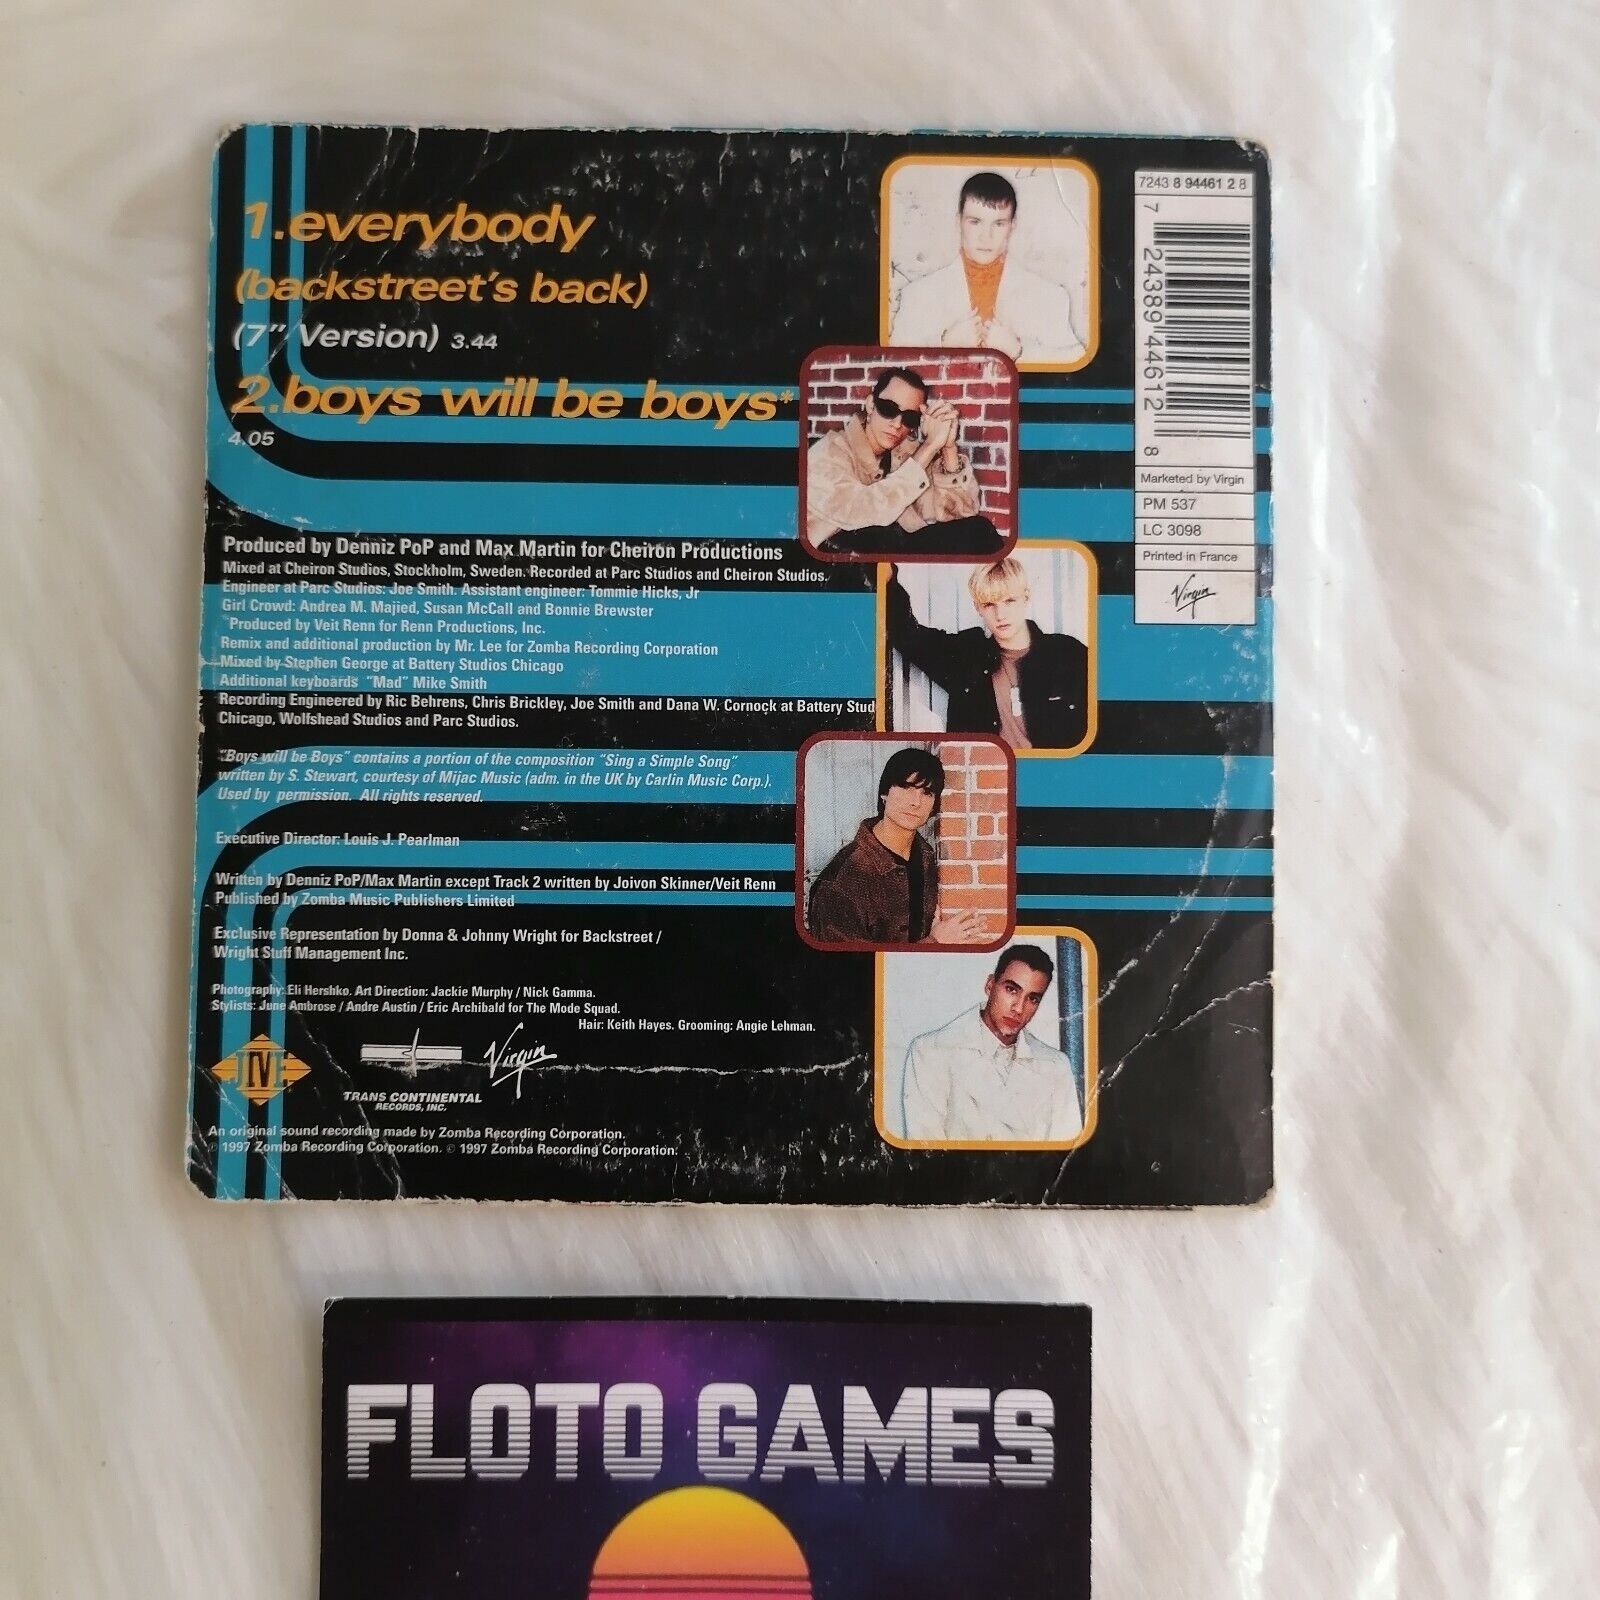 1.everybody
(backstreet's back)
(7" Version) 3.44
2.boys will be boys*
4.05
Produced by Denniz PoP and Max Martin for Cheiron Productions
Mixed at Cheiron Studios, Stockholm, Sweden. Recorded at Parc Studios and Cheiron Studios.
Engineer at Parc Studios: Joe Smith. Assistant engineer: Tommie Hicks, Jr
Girl Crowd: Andrea M. Majied, Susan McCall and Bonnie Brewster
*Produced by Veit Renn for Renn Productions, Inc.
Remix and additional production by Mr. Lee for Zomba Recording Corporation
Mixed by Stephen George at Battery Studios Chicago
Additional keyboards "Mad" Mike Smith
Recording Engineered by Ric Behrens, Chris Brickley, Joe Smith and Dana W. Cornock at Battery Stud
Chicago, Wolfshead Studios and Parc Studios.
"Boys will be Boys" contains a portion of the composition "Sing a Simple Song"
written by S. Stewart, courtesy of Mijac Music (adm. in the UK by Carlin Music Corp.).
Used by permission. All rights reserved.
Executive Director: Louis J. Pearlman
Written by Denniz PoP/Max Martin except Track 2 written by Joivon Skinner/Veit Renn
Published by Zomba Music Publishers Limited
Exclusive Representation by Donna & Johnny Wright for Backstreet /
Wright Stuff Management Inc.
Photography: Eli Hershko. Art Direction: Jackie Murphy / Nick Gamma.
Stylists: June Ambrose / Andre Austin / Eric Archibald for The Mode Squad.
Hair: Keith Hayes. Grooming: Angie Lehman.
JIVE
Virgin
TRANS CONTINENTAL
RECORDS, INC.
An original sound recording made by Zomba Recording Corporation.
℗ 1997 Zomba Recording Corporation. © 1997 Zomba Recording Corporation.
7243 8 94461 2 8
7 24389 44612 8
Marketed by Virgin
PM 537
LC 3098
Printed in France
Virgin
FLOTO GAMES